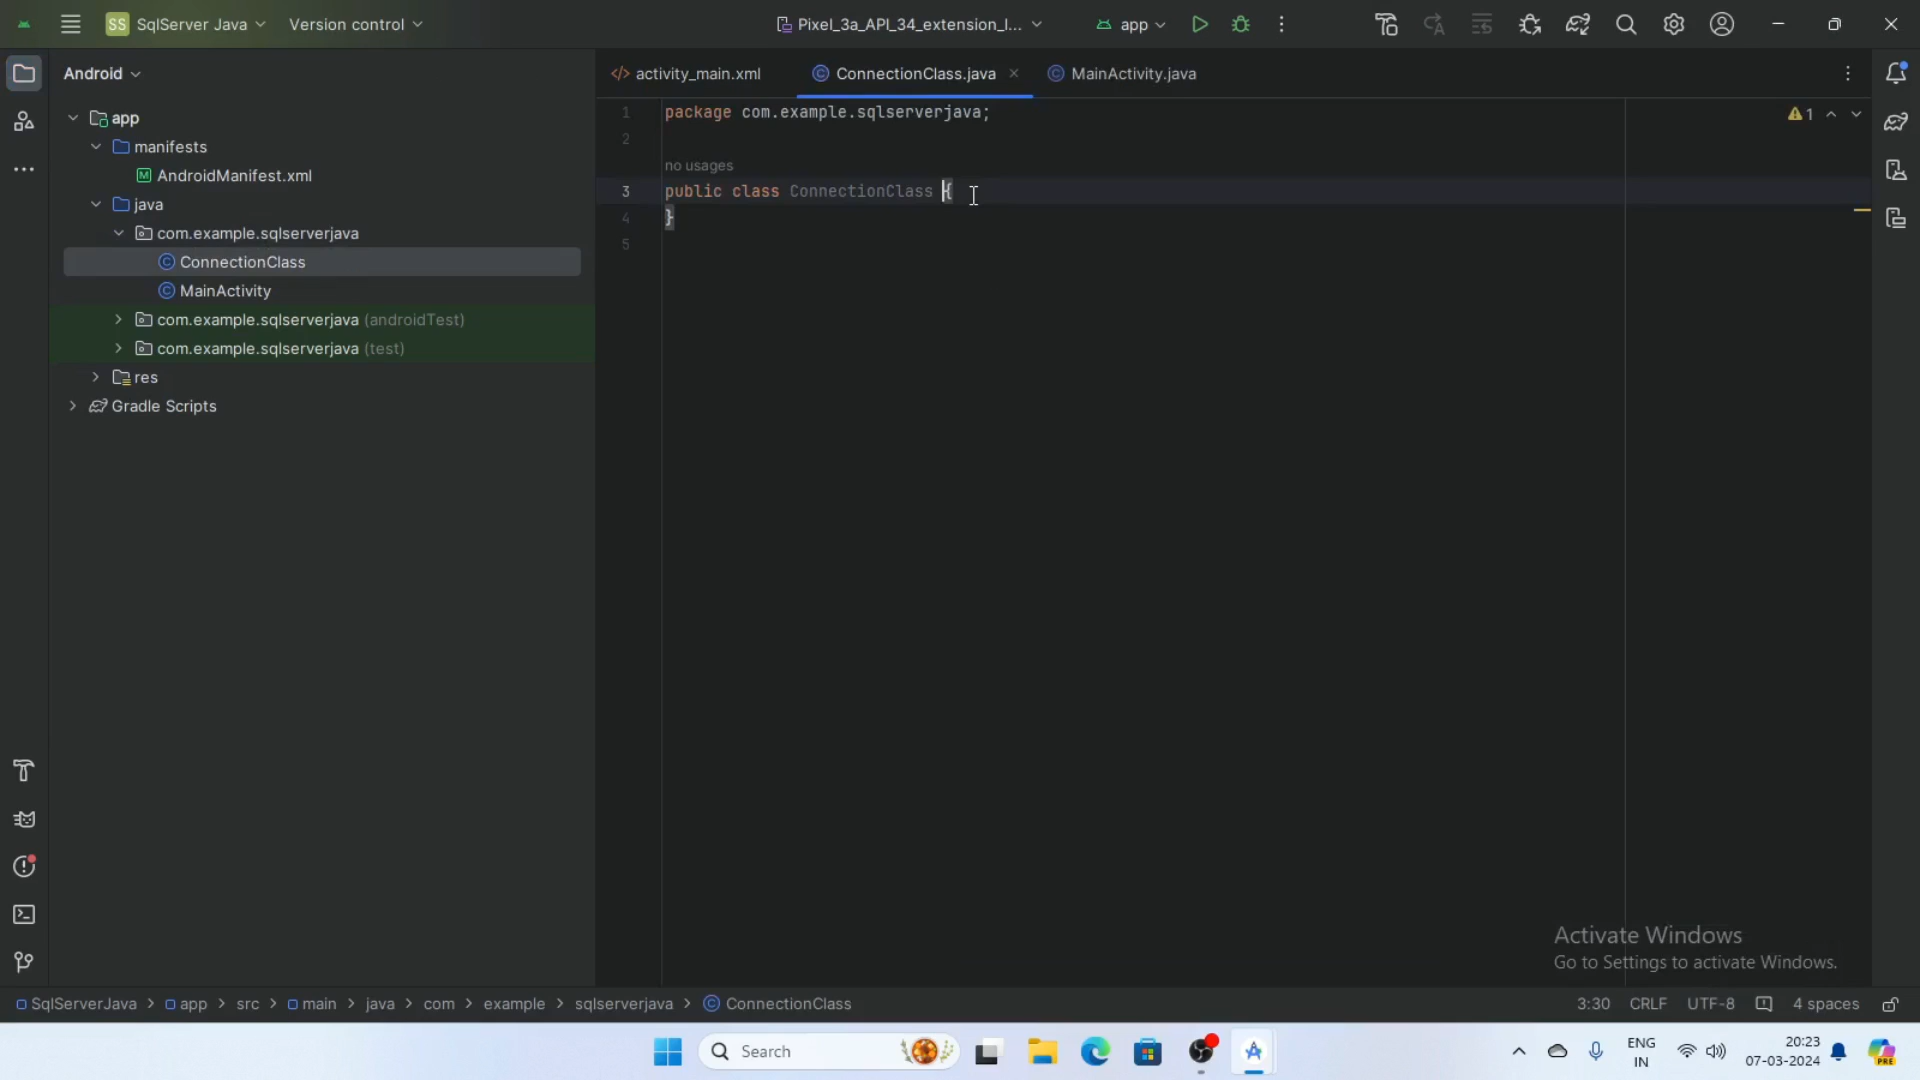 SS SqlServer Java Version control Pixel_3a_API_34_extension_l... app
Android
activity_main.xml ConnectionClass.java MainActivity.java
app
manifests
AndroidManifest.xml
java
com.example.sqlserverjava
ConnectionClass
MainActivity
com.example.sqlserverjava (androidTest)
com.example.sqlserverjava (test)
res
Gradle Scripts
1 package com.example.sqlserverjava;
1
2
no usages
3 public class ConnectionClass {
4 }
5
Activate Windows
Go to Settings to activate Windows.
SqlServerJava app src main java com example sqlserverjava ConnectionClass 3:30 CRLF UTF-8 4 spaces
Search
ENG
IN
20:23
07-03-2024
PRE